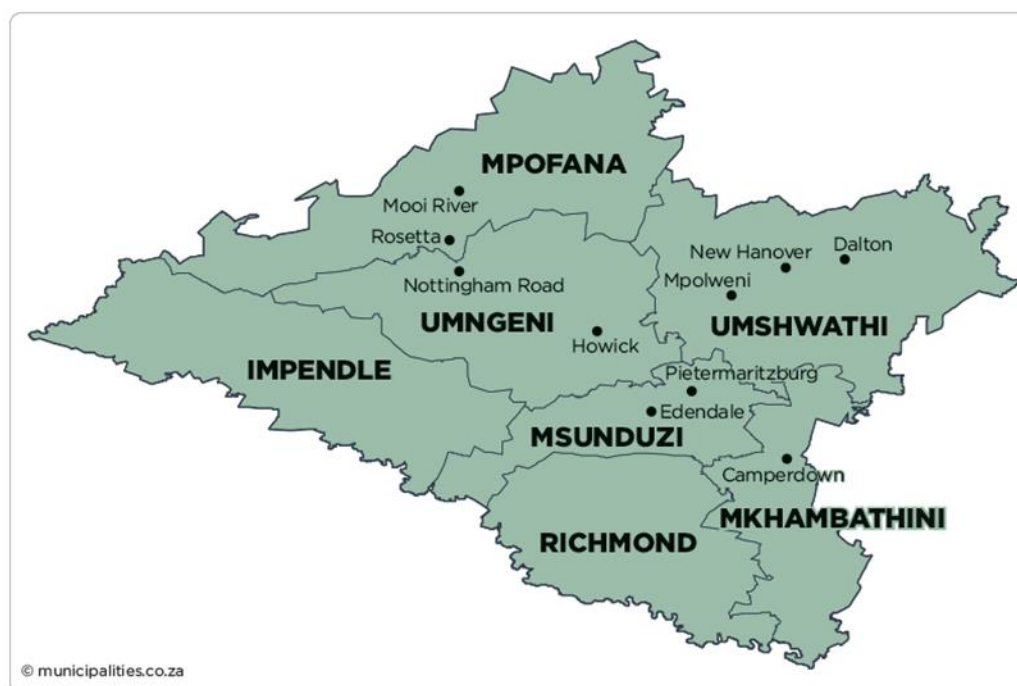 MPOFANA
Mooi River
Rosetta
New Hanover
Dalton
Nottingham Road
Mpolweni
UMNGENI
UMSHWATHI
Howick
IMPENDLE
Pietermaritzburg
Edendale
MSUNDUZI
Camperdown
MKHAMBATHINI
RICHMOND
© municipalities.co.za